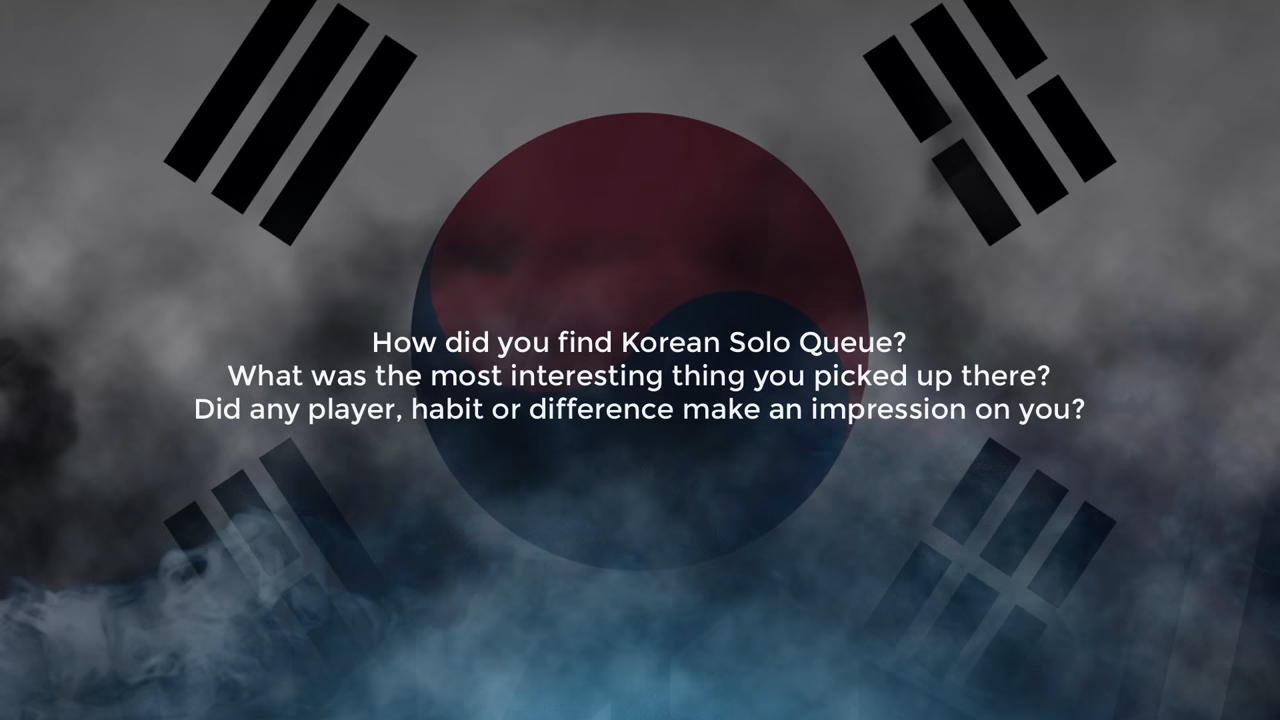 How did you find Korean Solo Queue?
What was the most interesting thing you picked up there?
Did any player, habit or difference make an impression on you?